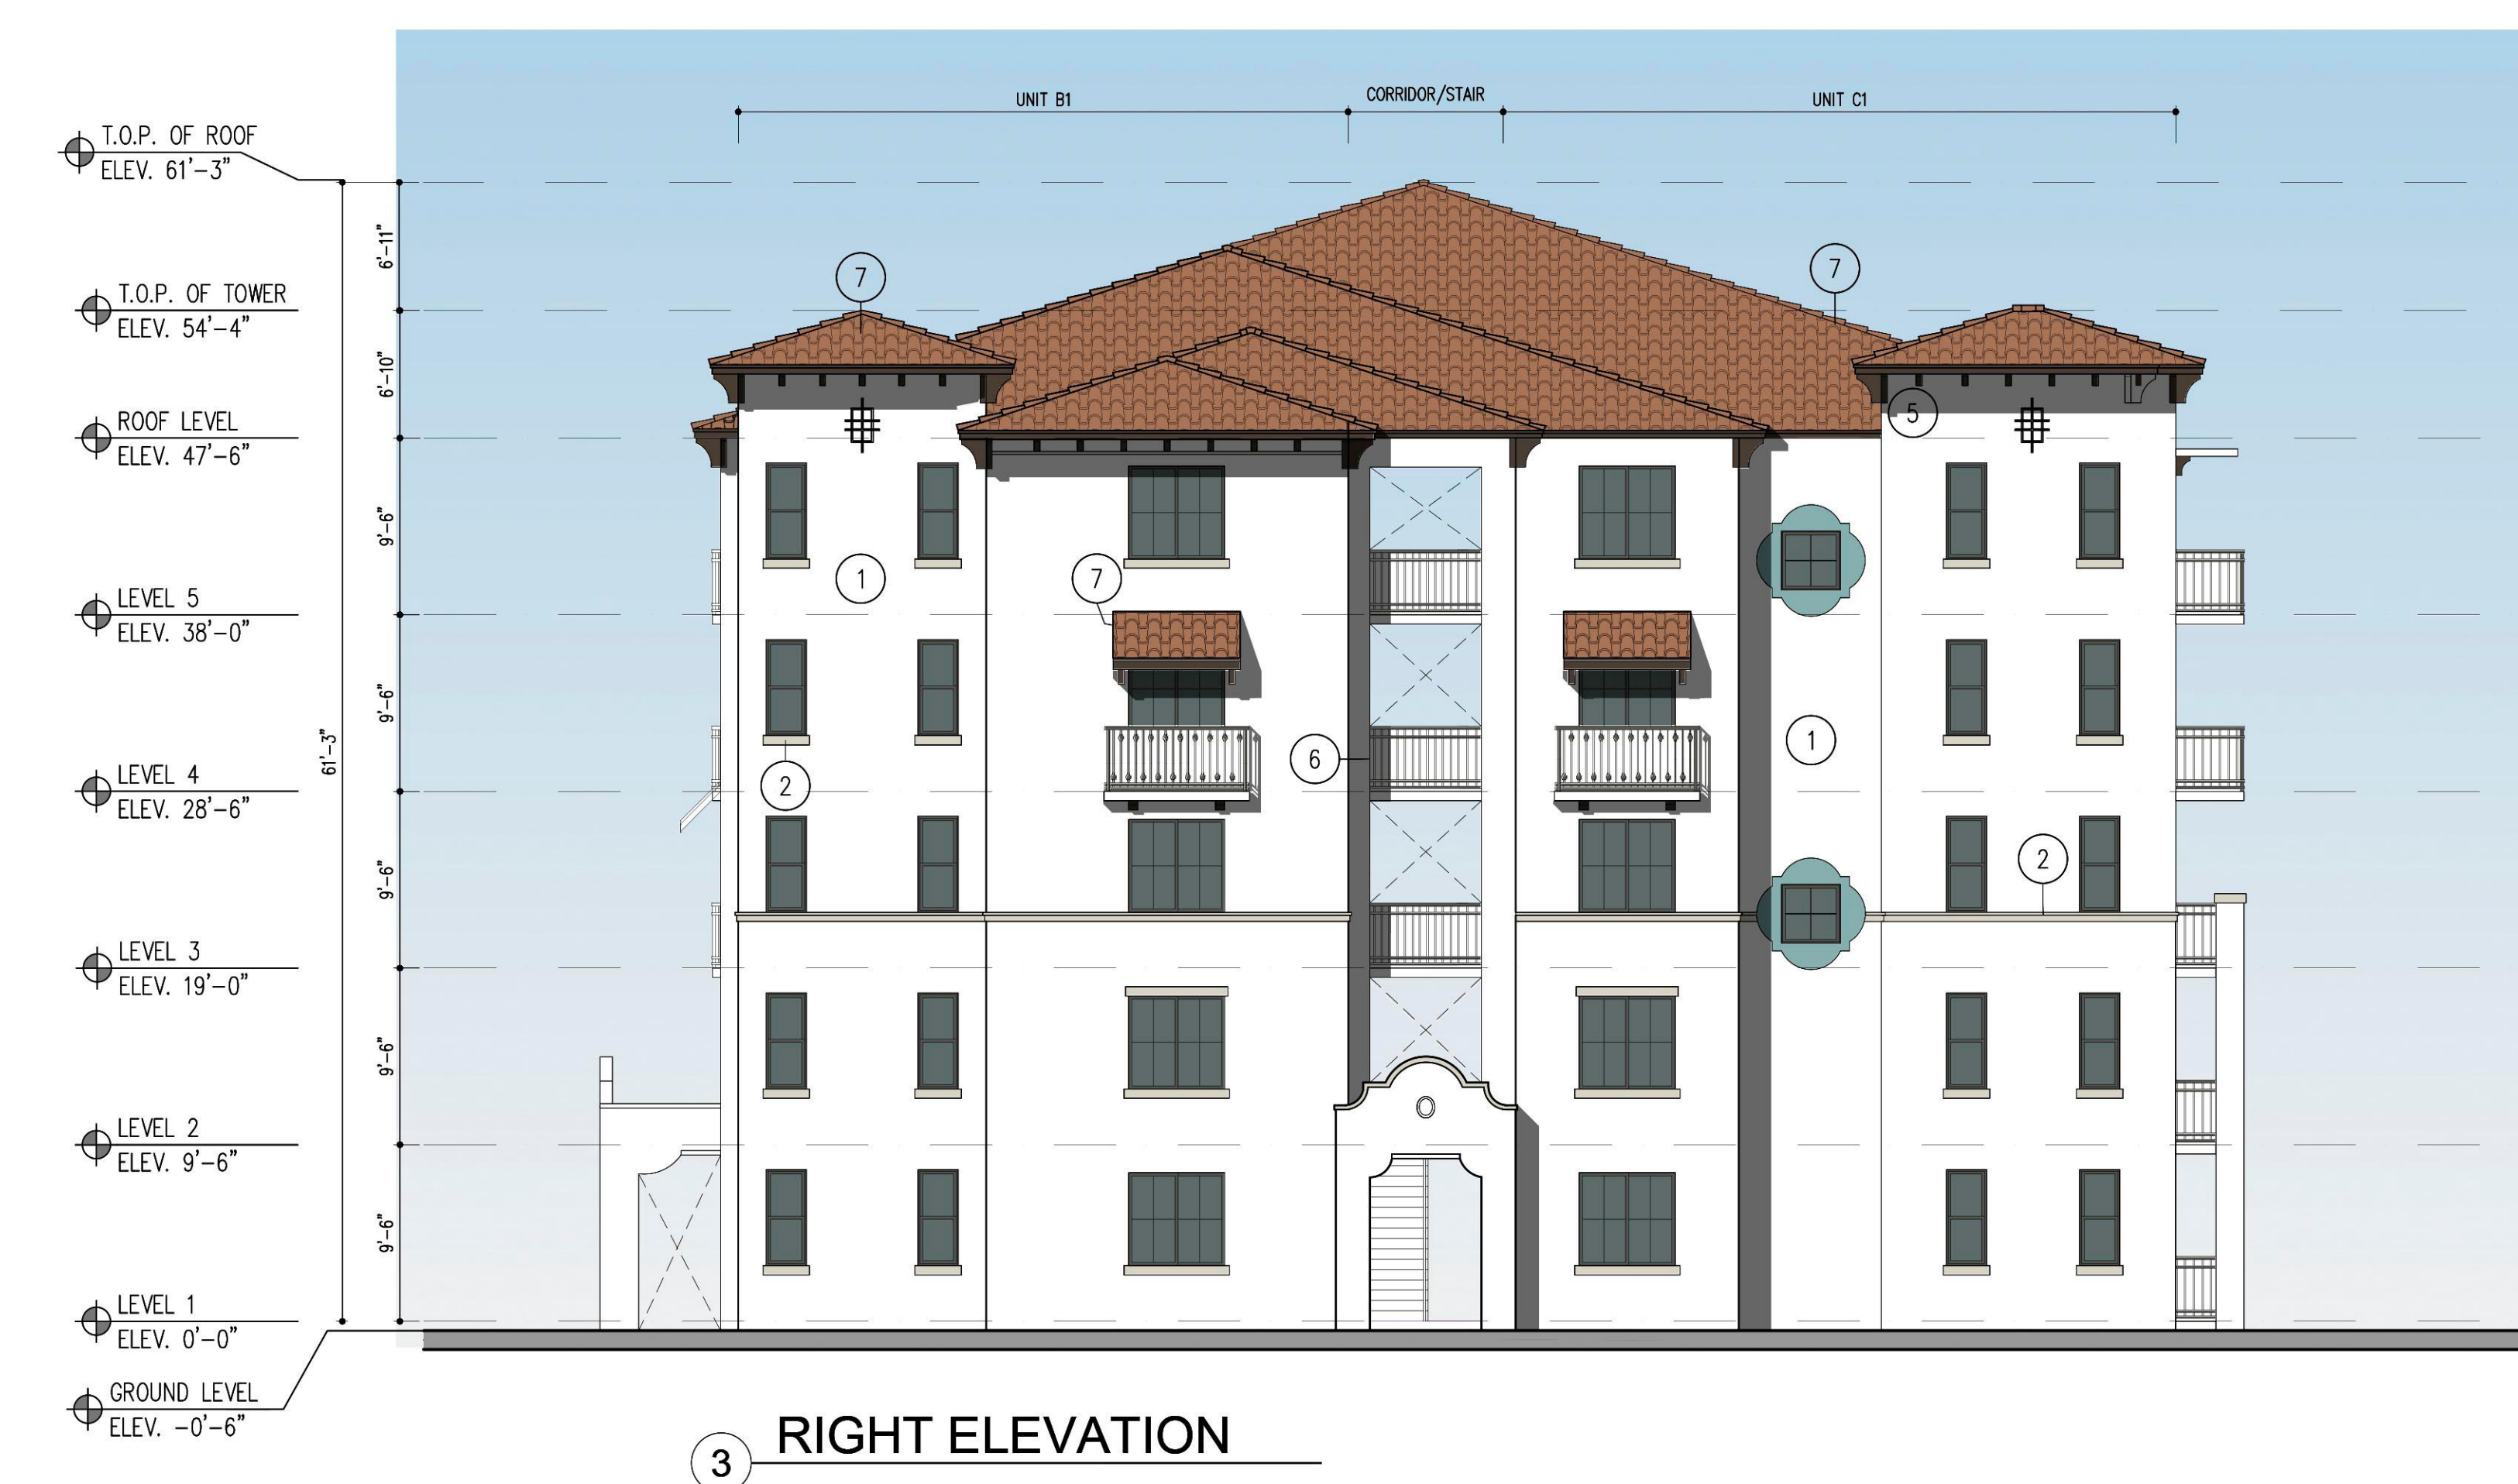 UNIT B1
CORRIDOR/STAIR
UNIT C1
T.O.P. OF ROOF
ELEV. 61'-3"
6'-11"
7
7
T.O.P. OF TOWER
ELEV. 54'-4"
6'-10"
ROOF LEVEL
ELEV. 47'-6"
5
9'-6"
1
7
LEVEL 5
ELEV. 38'-0"
9'-6"
61'-3"
6
1
2
LEVEL 4
ELEV. 28'-6"
9'-6"
2
LEVEL 3
ELEV. 19'-0"
9'-6"
LEVEL 2
ELEV. 9'-6"
9'-6"
LEVEL 1
ELEV. 0'-0"
GROUND LEVEL
ELEV. -0'-6"
3 RIGHT ELEVATION